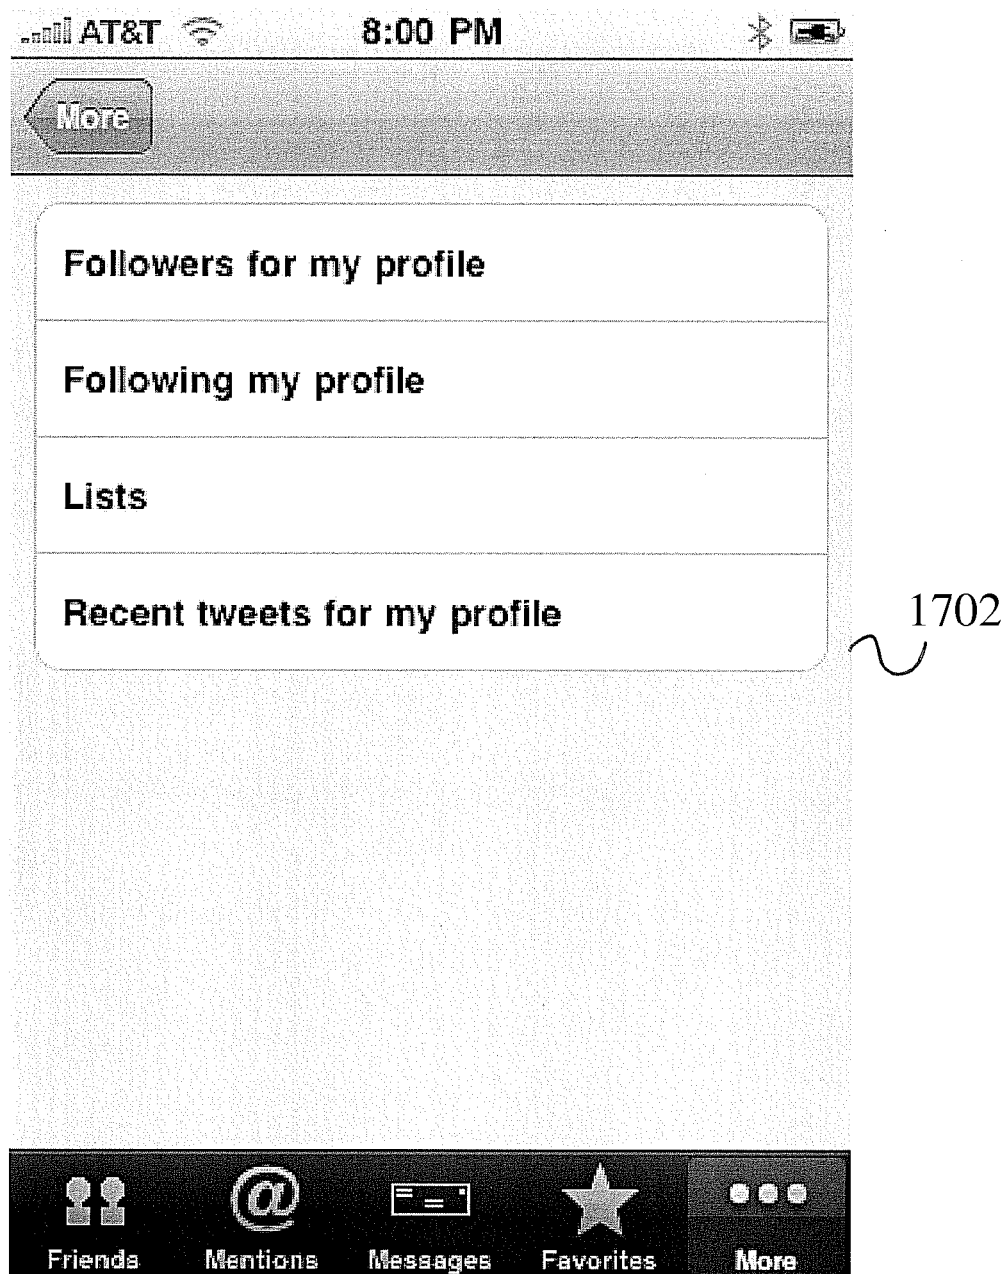 AT&T 8:00 PM
More
Followers for my profile
Following my profile
Lists
Recent tweets for my profile
1702
Friends Mentions Messages Favorites More